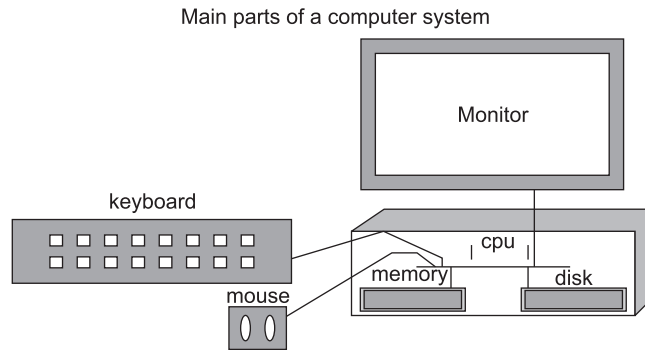 Main parts of a computer system
Monitor
keyboard
cpu
memory
disk
mouse